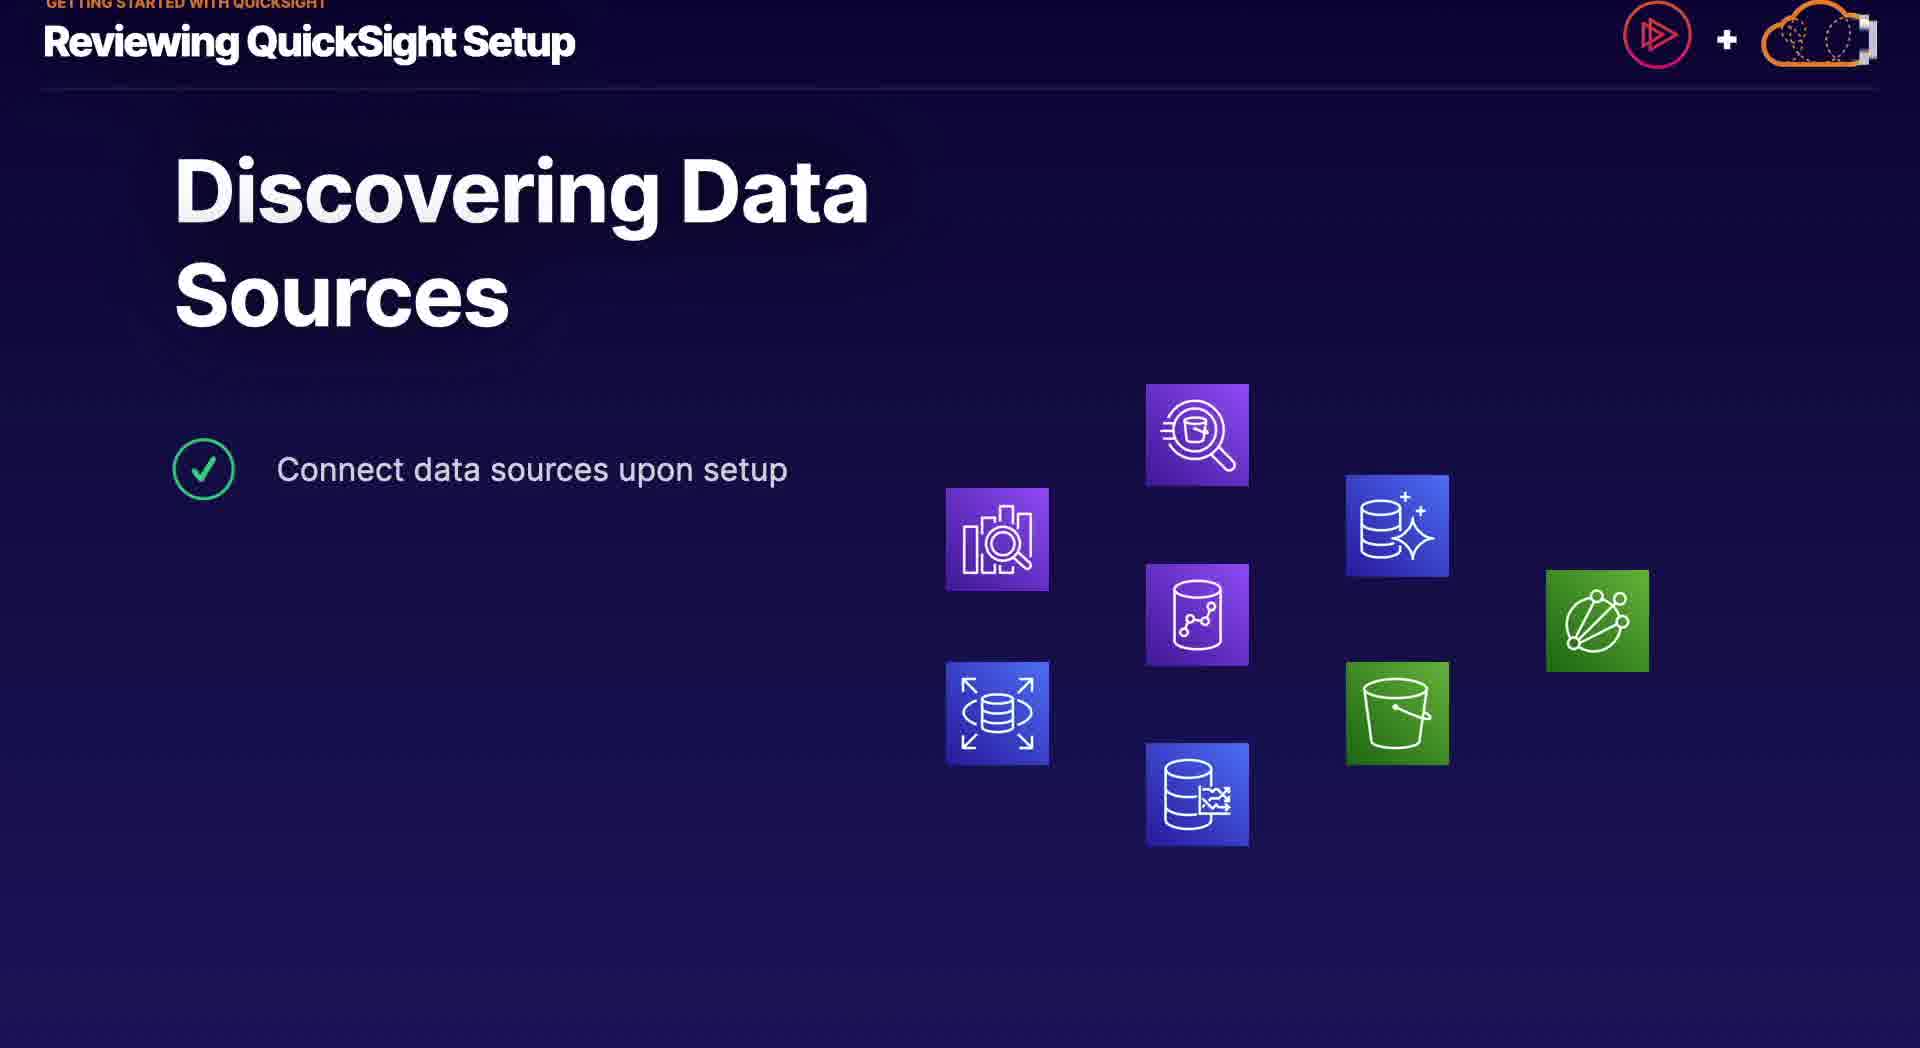 GETTING STARTED WITH QUICKSIGHT
Reviewing QuickSight Setup
Discovering Data
Sources
Connect data sources upon setup